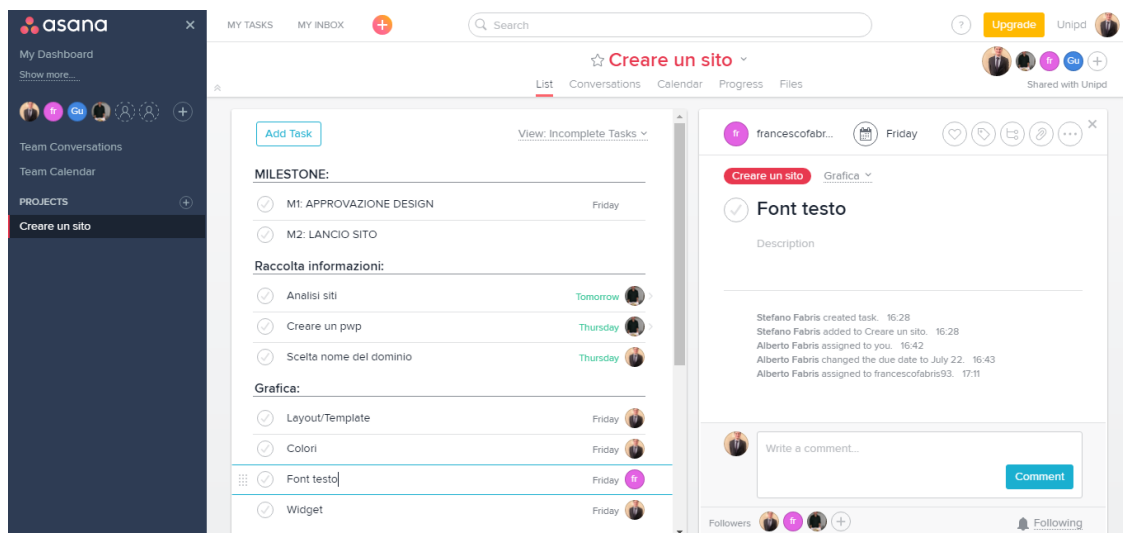 asana ×
My Dashboard
Show more...
fr Gu +
Team Conversations
Team Calendar
PROJECTS +
Creare un sito
MY TASKS MY INBOX + Search ? Upgrade Unipd
Creare un sito
fr Gu +
List Conversations Calendar Progress Files Shared with Unipd
Add Task View: Incomplete Tasks
MILESTONE:
M1: APPROVAZIONE DESIGN Friday
M2: LANCIO SITO
Raccolta informazioni:
Analisi siti Tomorrow
Creare un pwp Thursday
Scelta nome del dominio Thursday
Grafica:
Layout/Template Friday
Colori Friday
Font testo Friday fr
Widget Friday
fr francescofabr... Friday ×
Creare un sito Grafica
Font testo
Description
Stefano Fabris created task. 16:28
Stefano Fabris added to Creare un sito. 16:28
Alberto Fabris assigned to you. 16:42
Alberto Fabris changed the due date to July 22. 16:43
Alberto Fabris assigned to francescofabris93. 17:11
Write a comment...
Comment
Followers fr + Following